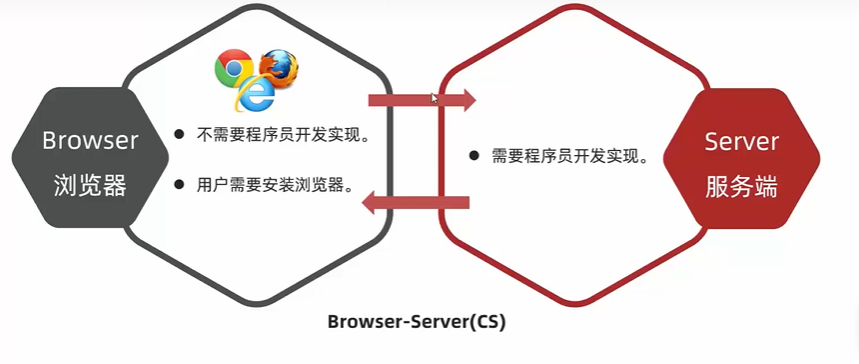 Browser
浏览器
● 不需要程序员开发实现。
● 用户需要安装浏览器。
● 需要程序员开发实现。
Server
服务端
Browser-Server(CS)